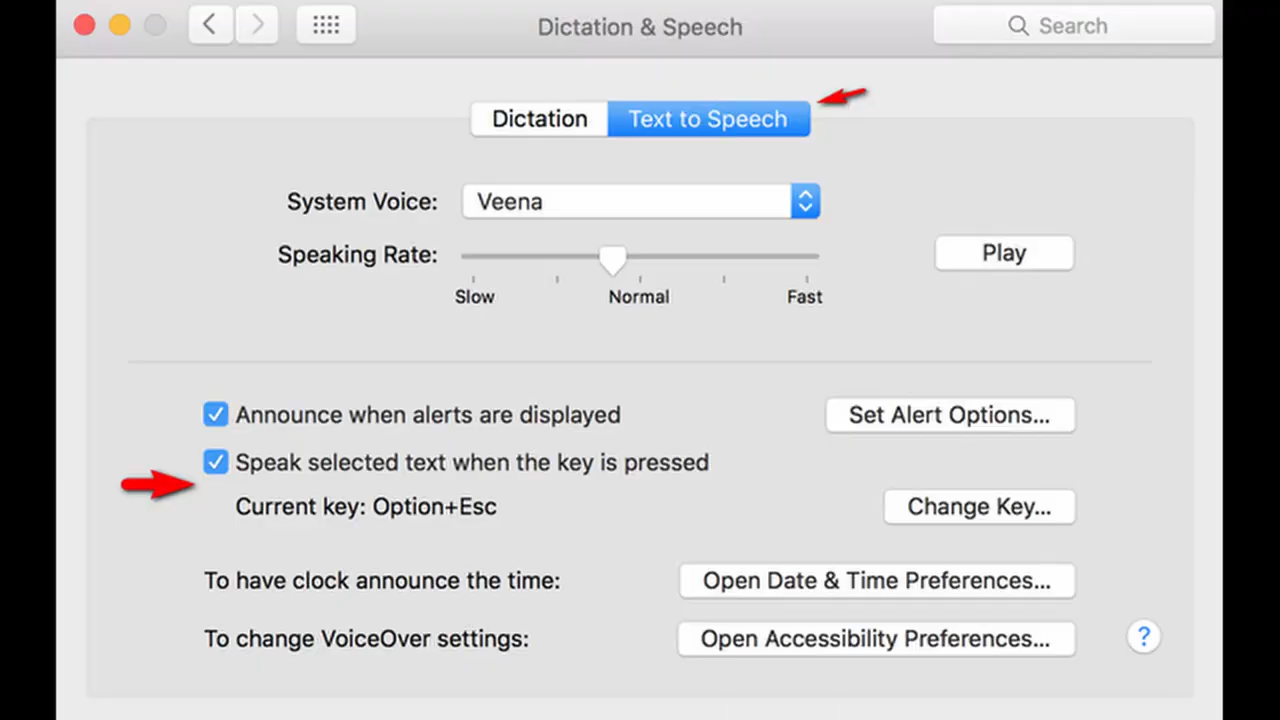 Dictation & Speech
Search
Dictation
Text to Speech
System Voice: Veena
Speaking Rate:
Play
Slow Normal Fast
Announce when alerts are displayed
Set Alert Options...
Speak selected text when the key is pressed
Current key: Option+Esc
Change Key...
To have clock announce the time:
Open Date & Time Preferences...
To change VoiceOver settings:
Open Accessibility Preferences...
?